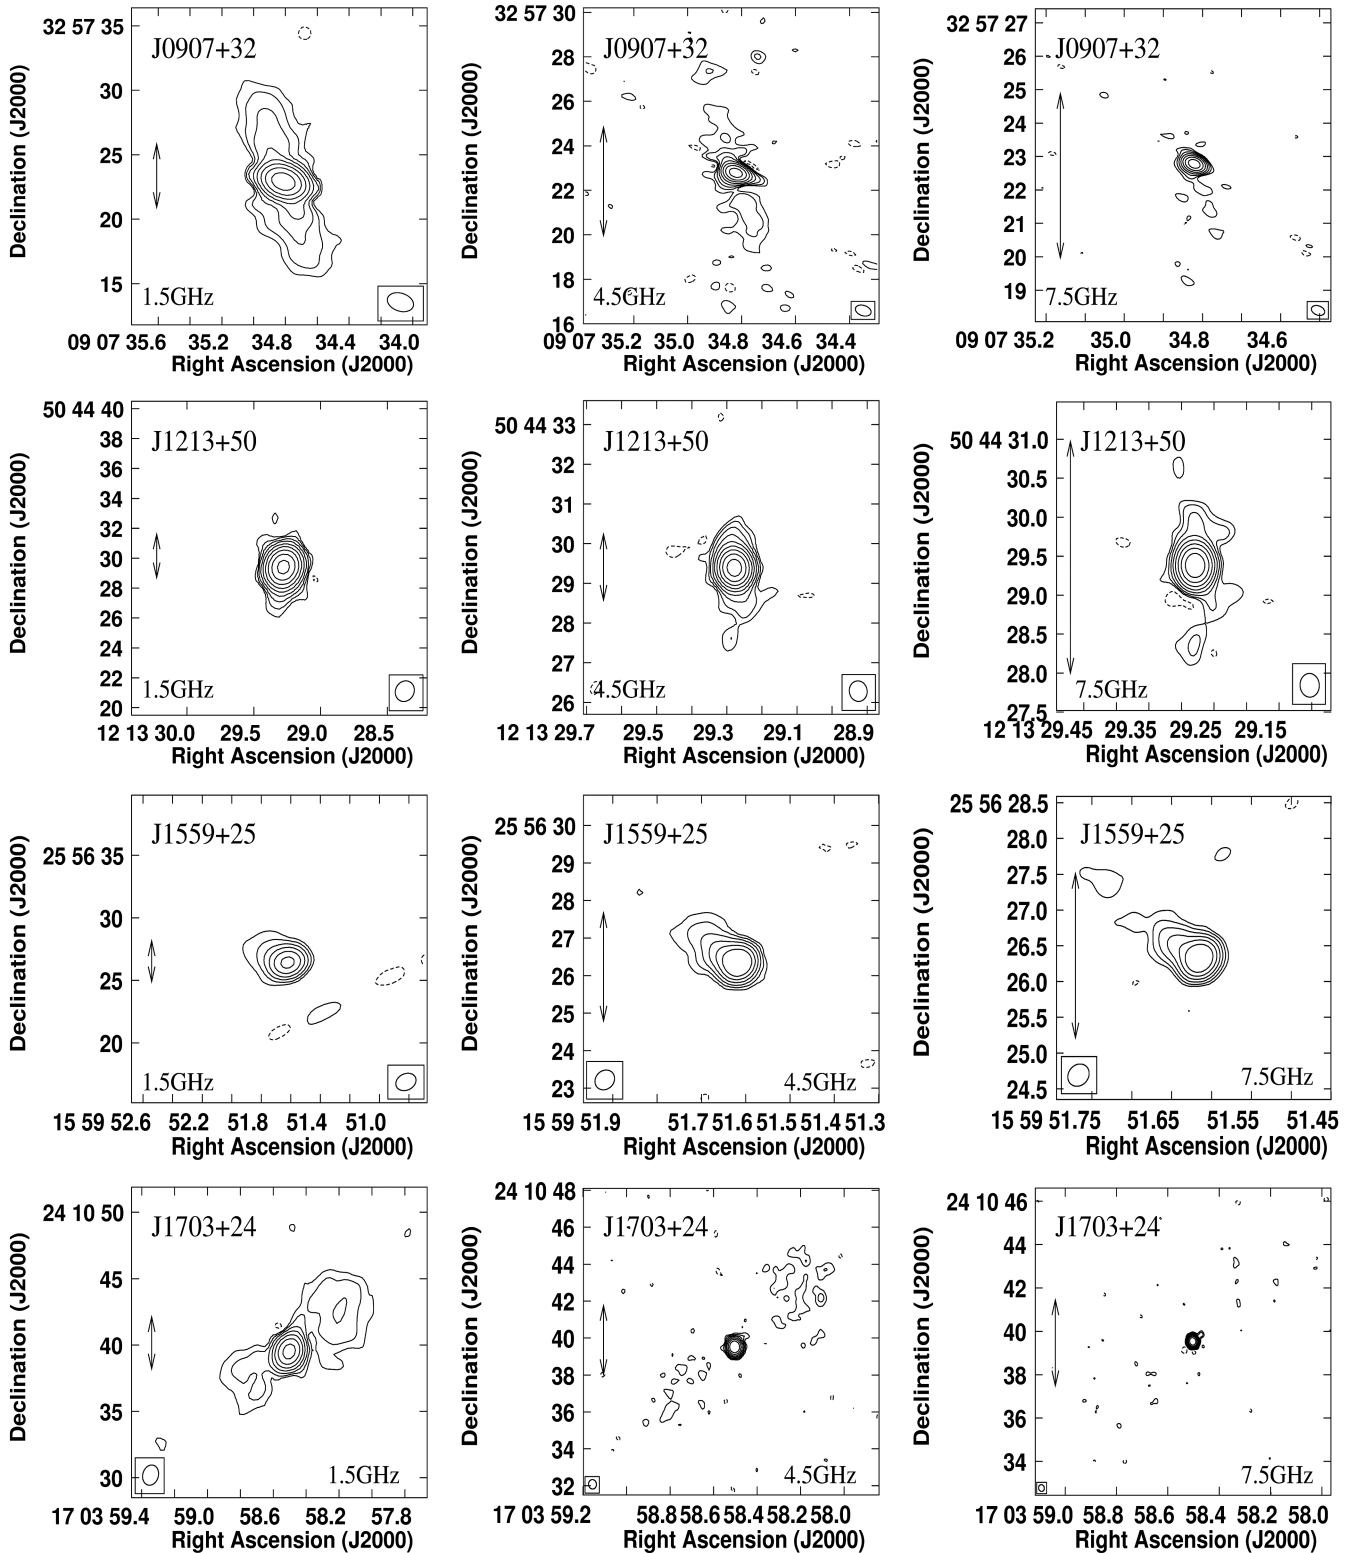 32 57 35
30
25
20
15
J0907+32
1.5GHz
09 07 35.6 35.2 34.8 34.4 34.0
Right Ascension (J2000)
Declination (J2000)
32 57 30
28
26
24
22
20
18
16
J0907+32
4.5GHz
09 07 35.2 35.0 34.8 34.6 34.4
Right Ascension (J2000)
Declination (J2000)
32 57 27
26
25
24
23
22
21
20
19
J0907+32
7.5GHz
09 07 35.2 35.0 34.8 34.6
Right Ascension (J2000)
Declination (J2000)
50 44 40
38
36
34
32
30
28
26
24
22
20
J1213+50
1.5GHz
12 13 30.0 29.5 29.0 28.5
Right Ascension (J2000)
Declination (J2000)
50 44 33
32
31
30
29
28
27
26
J1213+50
4.5GHz
12 13 29.7 29.5 29.3 29.1 28.9
Right Ascension (J2000)
Declination (J2000)
50 44 31.0
30.5
30.0
29.5
29.0
28.5
28.0
27.5
J1213+50
7.5GHz
12 13 29.45 29.35 29.25 29.15
Right Ascension (J2000)
Declination (J2000)
25 56 35
30
25
20
J1559+25
1.5GHz
15 59 52.6 52.2 51.8 51.4 51.0
Right Ascension (J2000)
Declination (J2000)
25 56 30
29
28
27
26
25
24
23
J1559+25
4.5GHz
15 59 51.9 51.7 51.6 51.5 51.4 51.3
Right Ascension (J2000)
Declination (J2000)
25 56 28.5
28.0
27.5
27.0
26.5
26.0
25.5
25.0
24.5
J1559+25
7.5GHz
15 59 51.75 51.65 51.55 51.45
Right Ascension (J2000)
Declination (J2000)
24 10 50
45
40
35
30
J1703+24
1.5GHz
17 03 59.4 59.0 58.6 58.2 57.8
Right Ascension (J2000)
Declination (J2000)
24 10 48
46
44
42
40
38
36
34
32
J1703+24
4.5GHz
17 03 59.2 58.8 58.6 58.4 58.2 58.0
Right Ascension (J2000)
Declination (J2000)
24 10 46
44
42
40
38
36
34
J1703+24
7.5GHz
17 03 59.0 58.8 58.6 58.4 58.2 58.0
Right Ascension (J2000)
Declination (J2000)